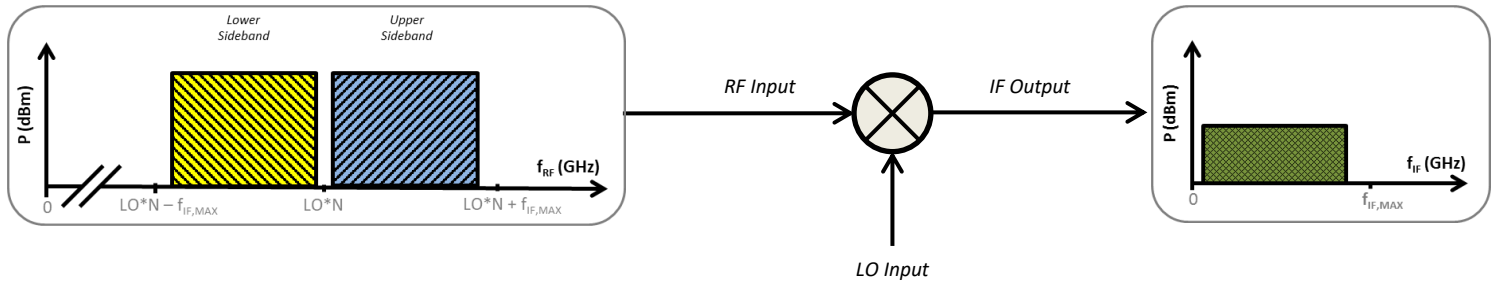 Lower
Sideband
Upper
Sideband
P (dBm)
f_RF (GHz)
0
LO*N – f_IF,MAX
LO*N
LO*N + f_IF,MAX
RF Input
IF Output
LO Input
P (dBm)
f_IF (GHz)
0
f_IF,MAX